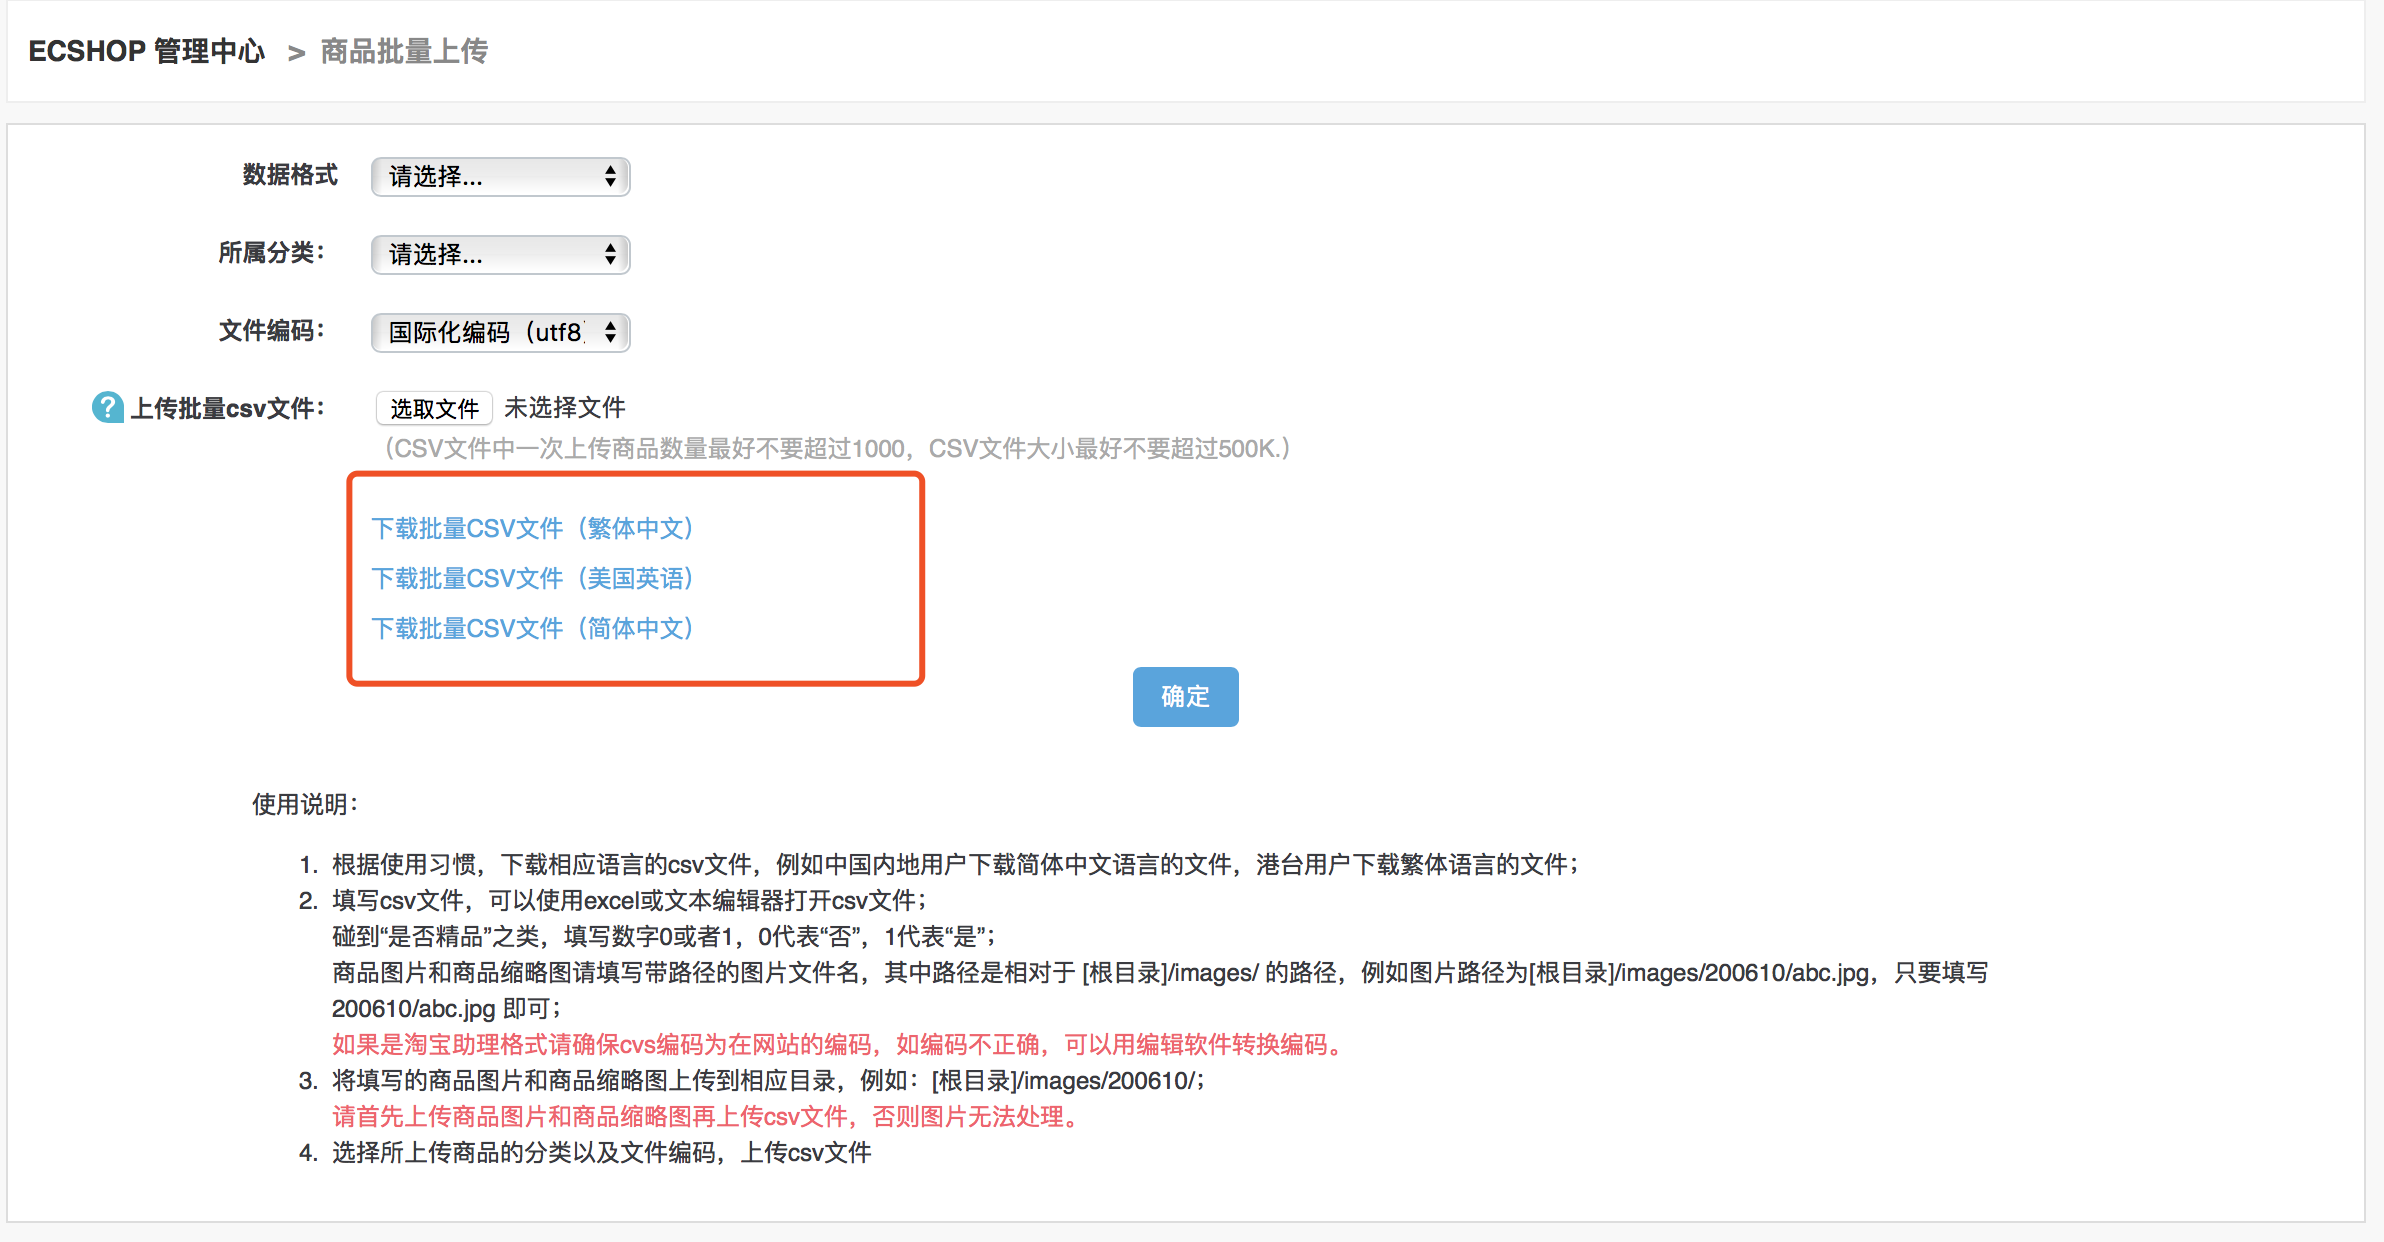 ECSHOP 管理中心 > 商品批量上传
数据格式 请选择...
所属分类： 请选择...
文件编码： 国际化编码（utf8
? 上传批量csv文件： 选取文件 未选择文件
（CSV文件中一次上传商品数量最好不要超过1000，CSV文件大小最好不要超过500K.）
下载批量CSV文件（繁体中文）
下载批量CSV文件（美国英语）
下载批量CSV文件（简体中文）
确定
使用说明：
1. 根据使用习惯，下载相应语言的csv文件，例如中国内地用户下载简体中文语言的文件，港台用户下载繁体语言的文件；
2. 填写csv文件，可以使用excel或文本编辑器打开csv文件；
碰到“是否精品”之类，填写数字0或者1，0代表“否”，1代表“是”；
商品图片和商品缩略图请填写带路径的图片文件名，其中路径是相对于 [根目录]/images/ 的路径，例如图片路径为[根目录]/images/200610/abc.jpg，只要填写
200610/abc.jpg 即可；
如果是淘宝助理格式请确保cvs编码为在网站的编码，如编码不正确，可以用编辑软件转换编码。
3. 将填写的商品图片和商品缩略图上传到相应目录，例如：[根目录]/images/200610/；
请首先上传商品图片和商品缩略图再上传csv文件，否则图片无法处理。
4. 选择所上传商品的分类以及文件编码，上传csv文件